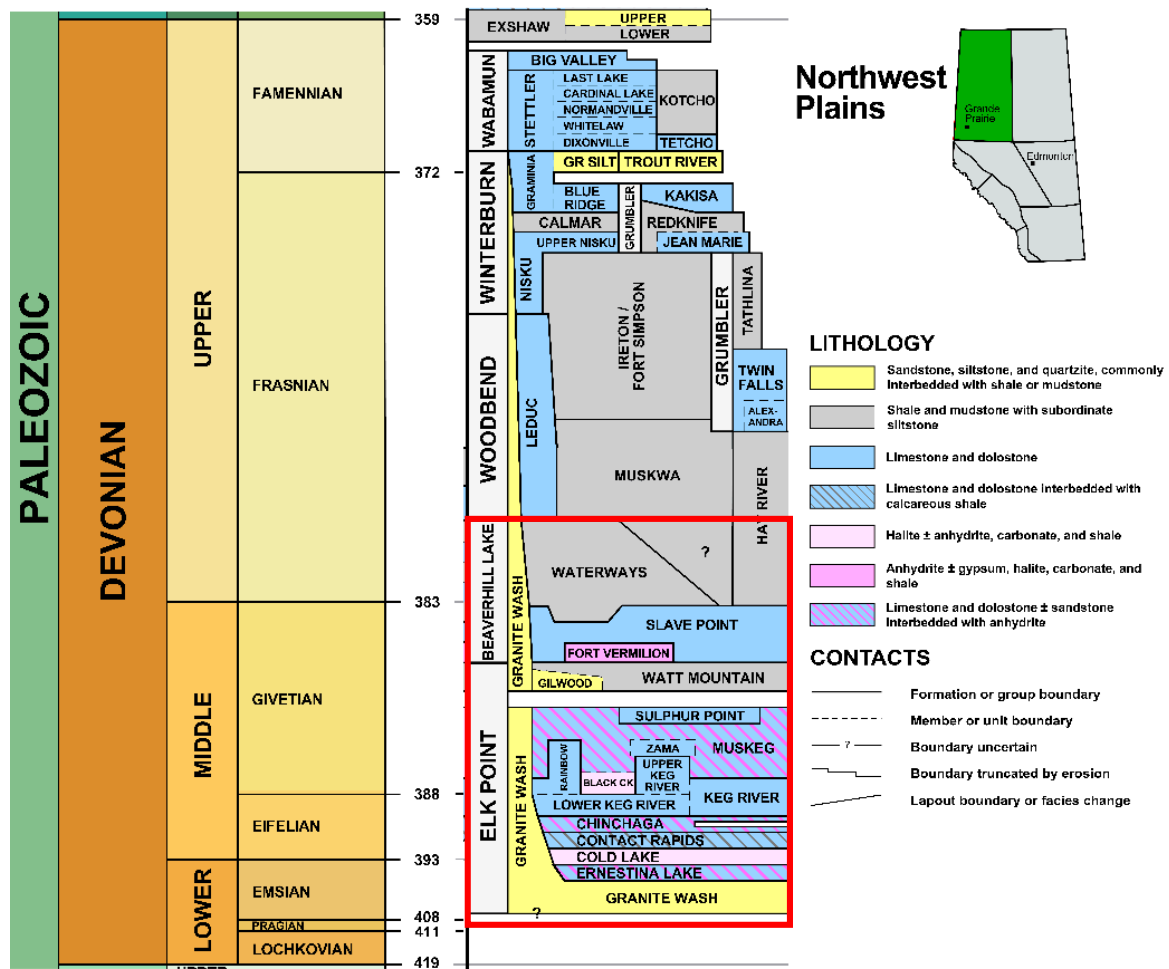 PALEOZOIC
DEVONIAN
UPPER
MIDDLE
LOWER
FAMENNIAN
FRASNIAN
GIVETIAN
EIFELIAN
EMSIAN
PRAGIAN
LOCHKOVIAN
359
372
383
388
393
408
411
419
WABAMUN
WINTERBURN
WOODBEND
BEAVERHILL LAKE
ELK POINT
EXSHAW
UPPER
LOWER
BIG VALLEY
STETTLER
LAST LAKE
CARDINAL LAKE
NORMANDVILLE
WHITELAW
DIXONVILLE
KOTCHO
TETCHO
GRAMINIA
GR SILT
TROUT RIVER
BLUE
RIDGE
GRUMBLER
KAKISA
CALMAR
REDKNIFE
UPPER NISKU
JEAN MARIE
NISKU
IRETON /
FORT SIMPSON
GRUMBLER
TATHLINA
LEDUC
TWIN
FALLS
ALEX-
ANDRA
MUSKWA
HAY RIVER
?
WATERWAYS
GRANITE WASH
SLAVE POINT
FORT VERMILION
GILWOOD
WATT MOUNTAIN
SULPHUR POINT
MUSKEG
GRANITE WASH
RAINBOW
ZAMA
BLACK CK
UPPER
KEG
RIVER
LOWER KEG RIVER
KEG RIVER
CHINCHAGA
CONTACT RAPIDS
COLD LAKE
ERNESTINA LAKE
GRANITE WASH
?
Northwest
Plains
Grande
Prairie
Edmonton
LITHOLOGY
Sandstone, siltstone, and quartzite, commonly
Interbedded with shale or mudstone
Shale and mudstone with subordinate
siltstone
Limestone and dolostone
Limestone and dolostone interbedded with
calcareous shale
Halite ± anhydrite, carbonate, and shale
Anhydrite ± gypsum, halite, carbonate, and
shale
Limestone and dolostone ± sandstone
Interbedded with anhydrite
CONTACTS
Formation or group boundary
Member or unit boundary
?
Boundary uncertain
Boundary truncated by erosion
Lapout boundary or facies change